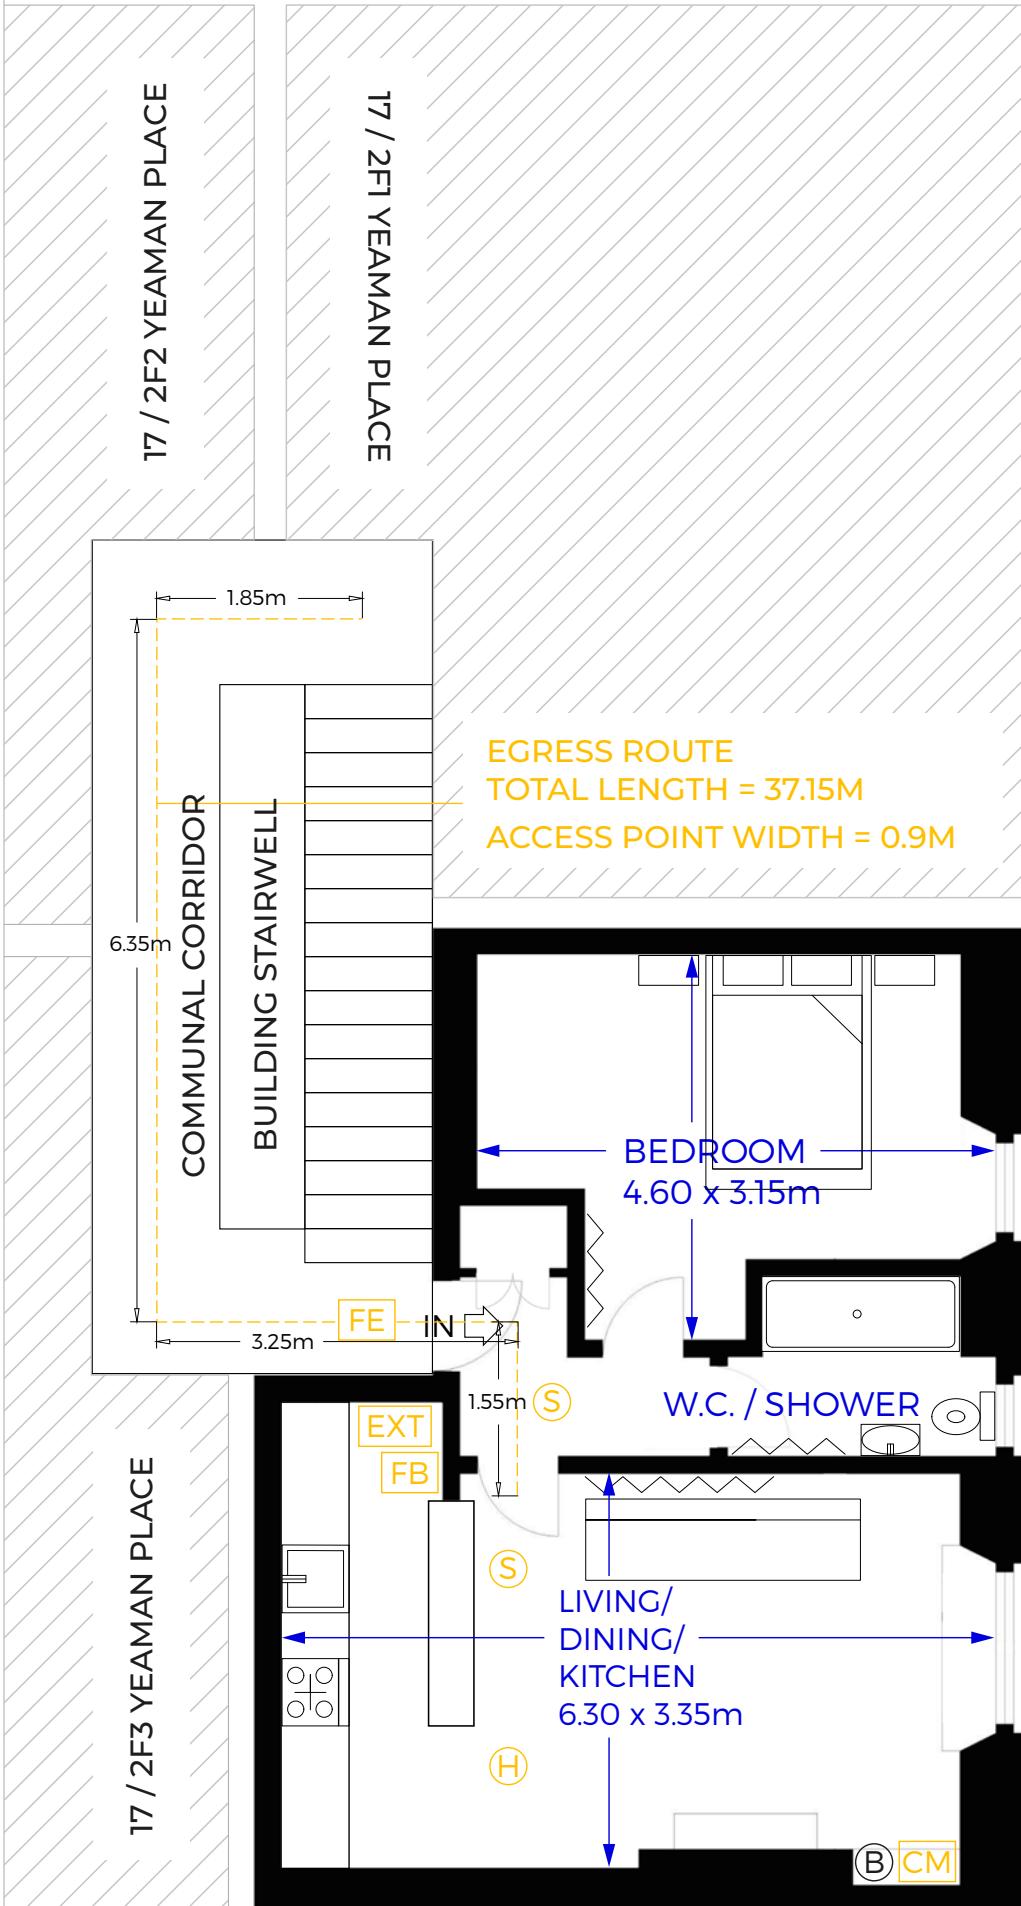 17 / 2F2 YEAMAN PLACE
17 / 2F1 YEAMAN PLACE
1.85m
EGRESS ROUTE
TOTAL LENGTH = 37.15M
ACCESS POINT WIDTH = 0.9M
6.35m
COMMUNAL CORRIDOR
BUILDING STAIRWELL
BEDROOM
4.60 x 3.15m
FE
IN
3.25m
1.55m
S
W.C. / SHOWER
EXT
FB
17 / 2F3 YEAMAN PLACE
S
LIVING/
DINING/
KITCHEN
6.30 x 3.35m
H
B
CM